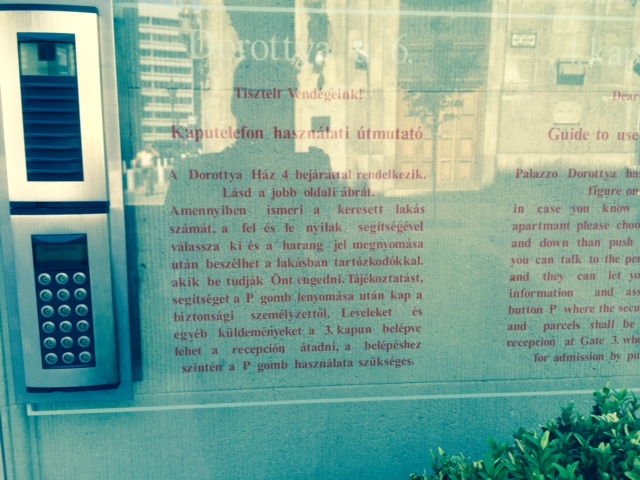 Dorottya u. 6.
4. kap
Tisztelt Vendégeink!
Kaputelefon használati útmutató
A Dorottya Ház 4 bejárattal rendelkezik.
Lásd a jobb oldali ábrát.
Amennyiben ismeri a keresett lakás
számát, a fel és le nyilak segítségével
válassza ki és a harang jel megnyomása
után beszélhet a lakásban tartózkodókkal.
akik be tudják Önt engedni. Tájékoztatást,
segítséget a P gomb lenyomása után kap a
biztonsági személyzettől. Leveleket és
egyéb küldeményeket a 3. kapun belépve
lehet a recepción átadni, a belépéshez
szintén a P gomb használata szükséges.
Dear
Guide to use
Palazzo Dorottya has
figure on
in case you know
apartmant please choo
and down than push
you can talk to the per
and they can let yo
information and ass
button P where the secu
and parcels shall be
reception at Gate 3. whe
for admission by pu